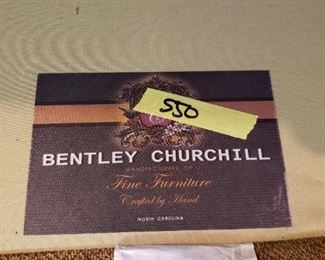 550
BENTLEY CHURCHILL
MANUFACTURERS OF
Fine Furniture
Crafted by Hand
NORTH CAROLINA